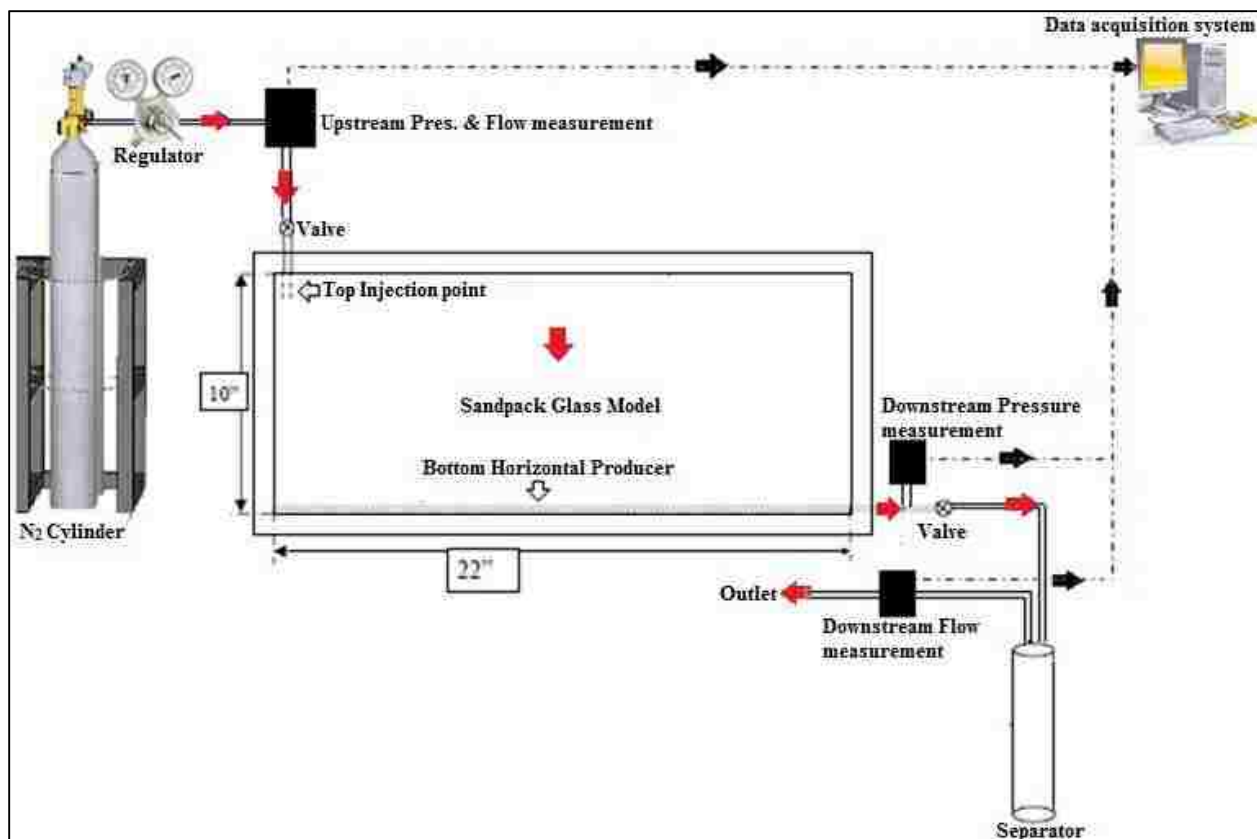 Data acquisition system
Upstream Pres. & Flow measurement
Regulator
Valve
Top Injection point
10"
Sandpack Glass Model
Downstream Pressure
measurement
Bottom Horizontal Producer
N2 Cylinder
Valve
22"
Outlet
Downstream Flow
measurement
Separator